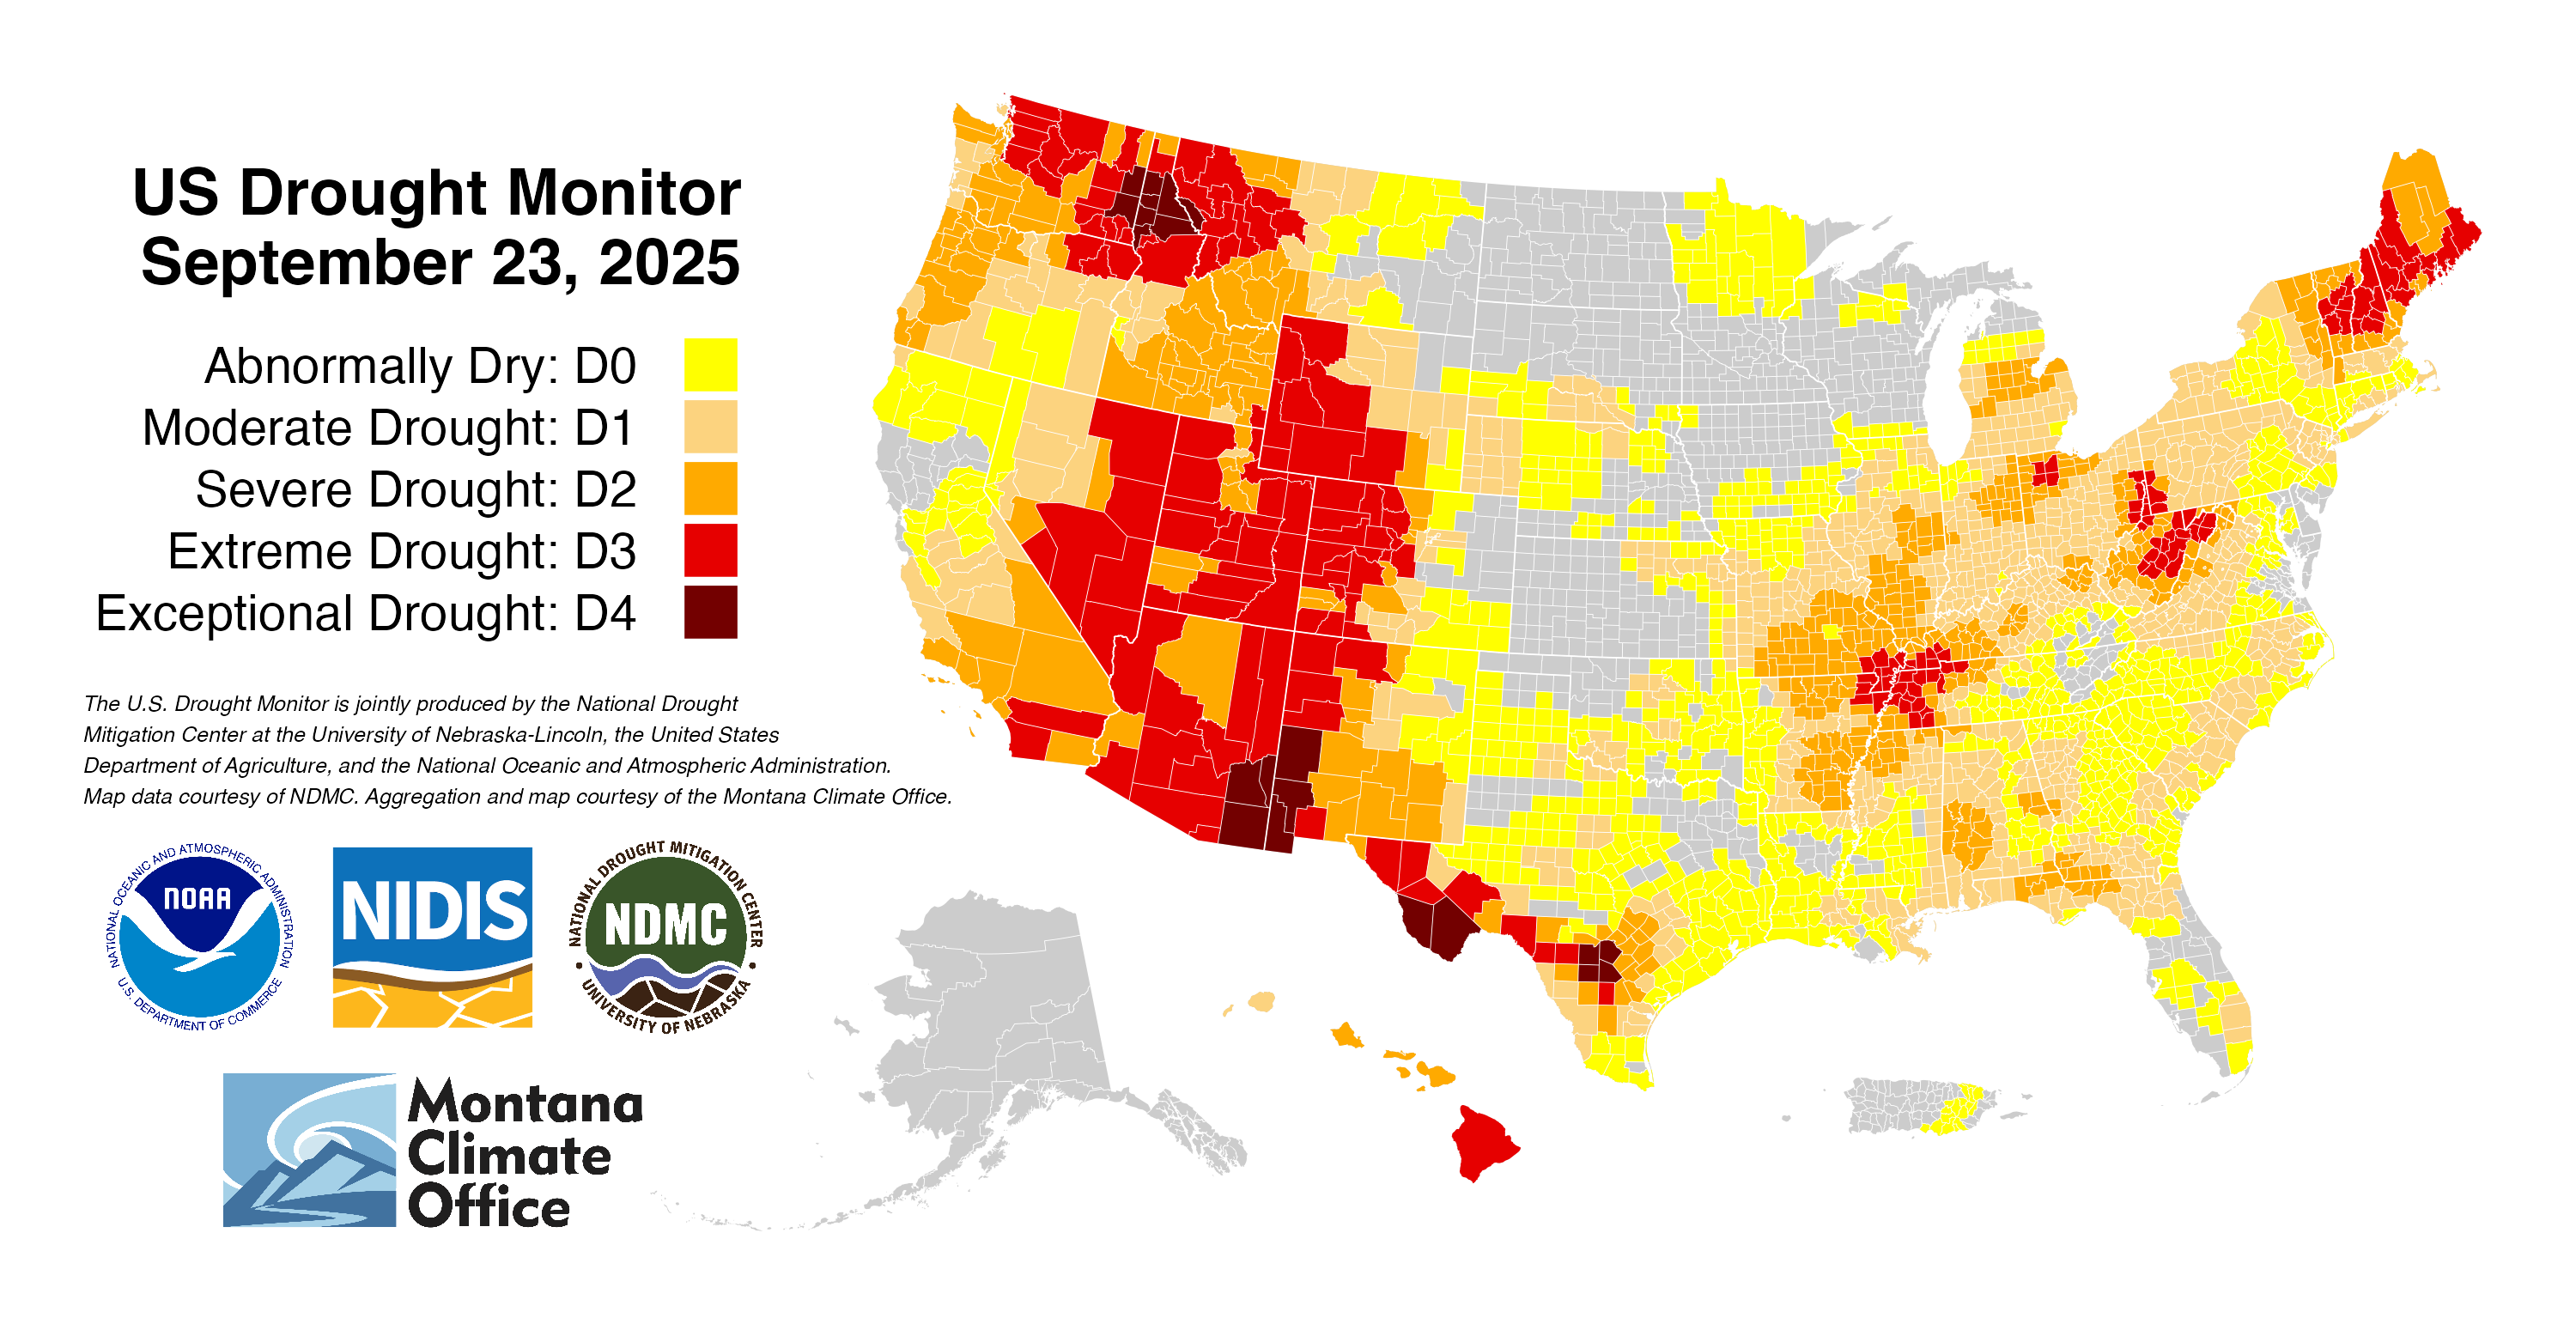 US Drought Monitor
September 23, 2025
Abnormally Dry: D0
Moderate Drought: D1
Severe Drought: D2
Extreme Drought: D3
Exceptional Drought: D4
The U.S. Drought Monitor is jointly produced by the National Drought
Mitigation Center at the University of Nebraska-Lincoln, the United States
Department of Agriculture, and the National Oceanic and Atmospheric Administration.
Map data courtesy of NDMC. Aggregation and map courtesy of the Montana Climate Office.
NATIONAL OCEANIC AND ATMOSPHERIC ADMINISTRATION
NOAA
U.S. DEPARTMENT OF COMMERCE
NIDIS
NATIONAL DROUGHT MITIGATION CENTER
NDMC
UNIVERSITY OF NEBRASKA
Montana
Climate
Office